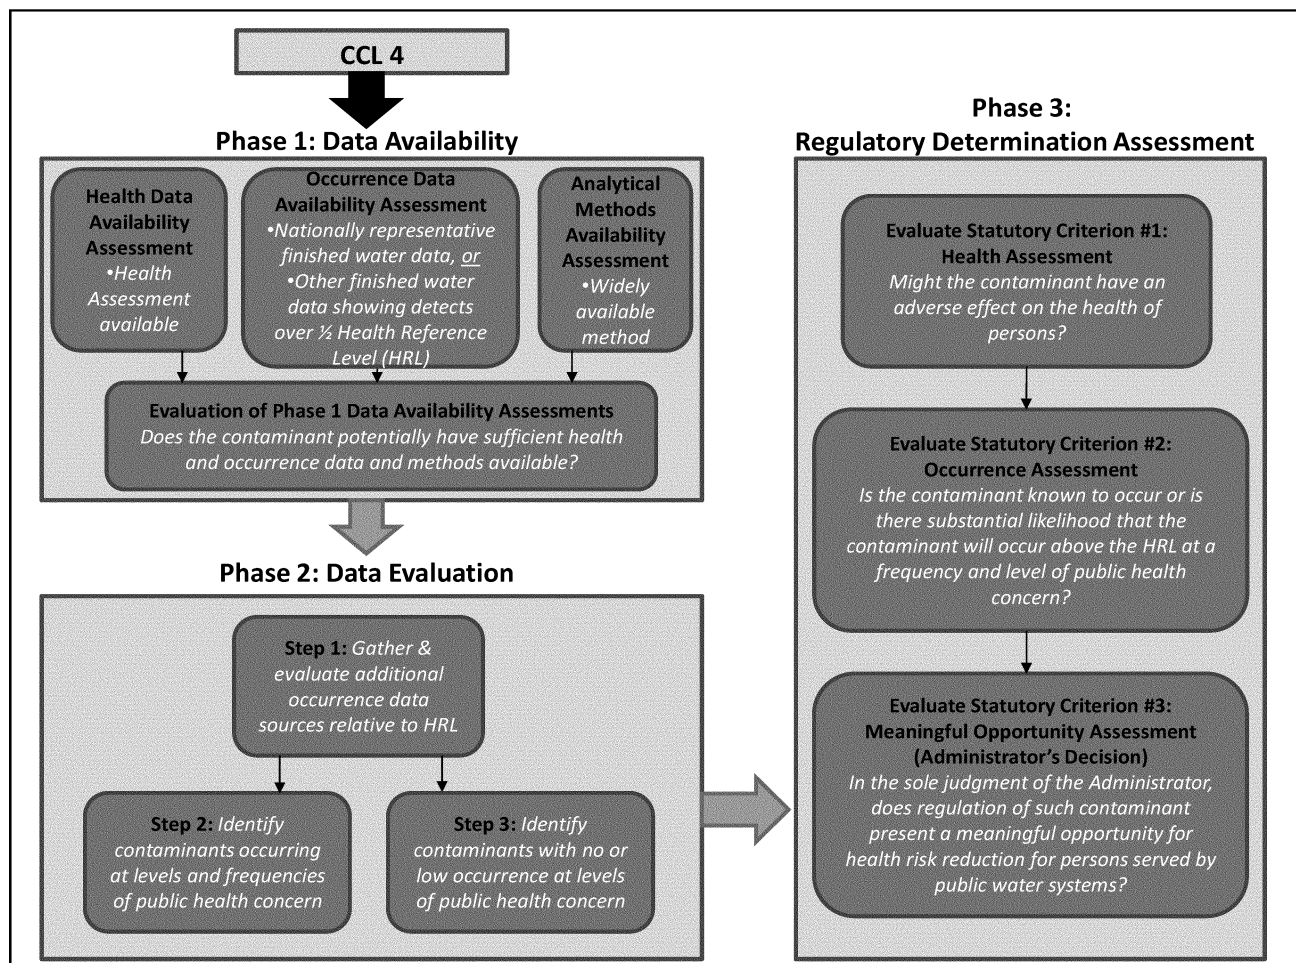 CCL 4
Phase 1: Data Availability
Health Data
Availability
Assessment
•Health
Assessment
available
Occurrence Data
Availability Assessment
•Nationally representative
finished water data, or
•Other finished water
data showing detects
over ½ Health Reference
Level (HRL)
Analytical
Methods
Availability
Assessment
•Widely
available
method
Evaluation of Phase 1 Data Availability Assessments
Does the contaminant potentially have sufficient health
and occurrence data and methods available?
Phase 2: Data Evaluation
Step 1: Gather &
evaluate additional
occurrence data
sources relative to HRL
Step 2: Identify
contaminants occurring
at levels and frequencies
of public health concern
Step 3: Identify
contaminants with no or
low occurrence at levels
of public health concern
Phase 3:
Regulatory Determination Assessment
Evaluate Statutory Criterion #1:
Health Assessment
Might the contaminant have an
adverse effect on the health of
persons?
Evaluate Statutory Criterion #2:
Occurrence Assessment
Is the contaminant known to occur or is
there substantial likelihood that the
contaminant will occur above the HRL at a
frequency and level of public health
concern?
Evaluate Statutory Criterion #3:
Meaningful Opportunity Assessment
(Administrator’s Decision)
In the sole judgment of the Administrator,
does regulation of such contaminant
present a meaningful opportunity for
health risk reduction for persons served by
public water systems?